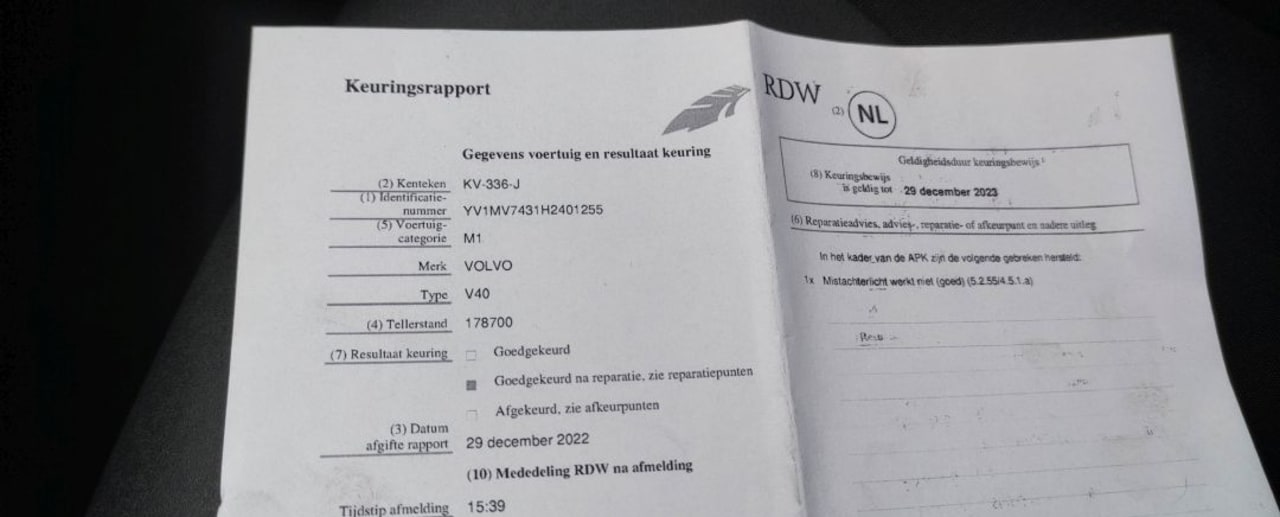 Keuringsrapport
Gegevens voertuig en resultaat keuring
(2) Kenteken KV-336-J
(1) Identificatie-
nummer YV1MV7431H2401255
(5) Voertuig-
categorie M1
Merk VOLVO
Type V40
(4) Tellerstand 178700
(7) Resultaat keuring Goedgekeurd
Goedgekeurd na reparatie, zie reparatiepunten
Afgekeurd, zie afkeurpunten
(3) Datum
afgifte rapport 29 december 2022
(10) Mededeling RDW na afmelding
Tijdstip afmelding 15:39
RDW
(2) NL
Geldigheidsduur keuringsbewijs
(8) Keuringsbewijs
is geldig tot 29 december 2023
(6) Reparatieadvies, advies-, reparatie- of afkeurpunt en nadere uitleg
In het kader van de APK zijn de volgende gebreken hersteld:
1x Mistachterlicht werkt niet (goed) (5.2.55/4.5.1.a)